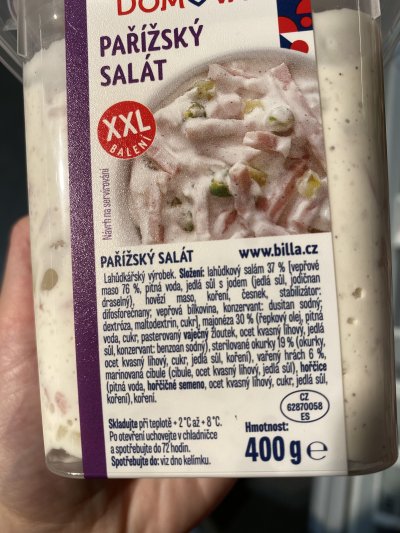 PAŘÍŽSKÝ
SALÁT
XXL
BALENÍ
Návrh na servírování
PAŘÍŽSKÝ SALÁT
www.billa.cz
Lahůdkářský výrobek. Složení: lahůdkový salám 37 % [vepřové
maso 76 %, pitná voda, jedlá sůl s jodem (jedlá sůl, jodičnan
draselný), hovězí maso, koření, česnek, stabilizátor:
difosforečnany; vepřová bílkovina, konzervant: dusitan sodný;
dextróza, maltodextrin, cukr], majonéza 30 % (řepkový olej, pitná
voda, cukr, pasterovaný vaječný žloutek, ocet kvasný lihový, jedlá
sůl, konzervant: benzoan sodný), sterilované okurky 19 % (okurky,
ocet kvasný lihový, cukr, jedlá sůl, koření), vařený hrách 6 %,
marinovaná cibule (cibule, ocet kvasný lihový, jedlá sůl), hořčice
(pitná voda, hořčičné semeno, ocet kvasný lihový, cukr, jedlá sůl,
koření), koření.
Skladujte při teplotě + 2 °C až + 8 °C.
Po otevření uchovejte v chladničce
a spotřebujte do 72 hodin.
Spotřebujte do: viz dno kelímku.
Hmotnost:
400 g e
CZ
62870058
ES